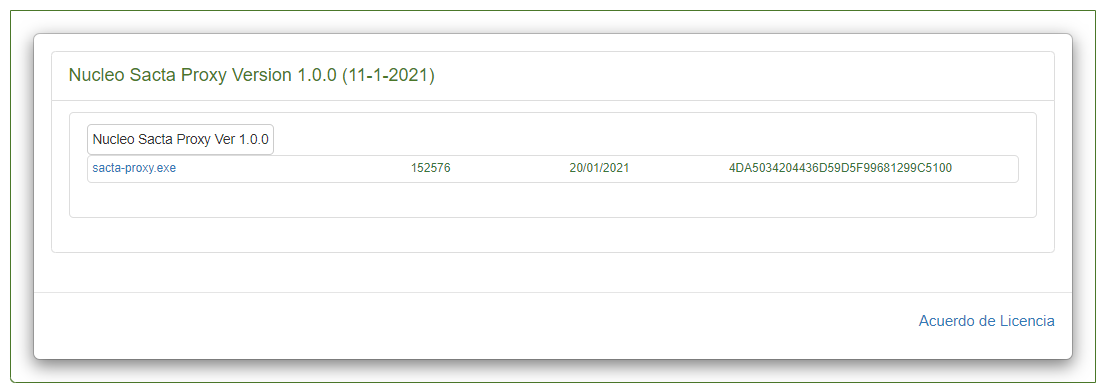 Nucleo Sacta Proxy Version 1.0.0 (11-1-2021)
Nucleo Sacta Proxy Ver 1.0.0
sacta-proxy.exe 152576 20/01/2021 4DA5034204436D59D5F99681299C5100
Acuerdo de Licencia